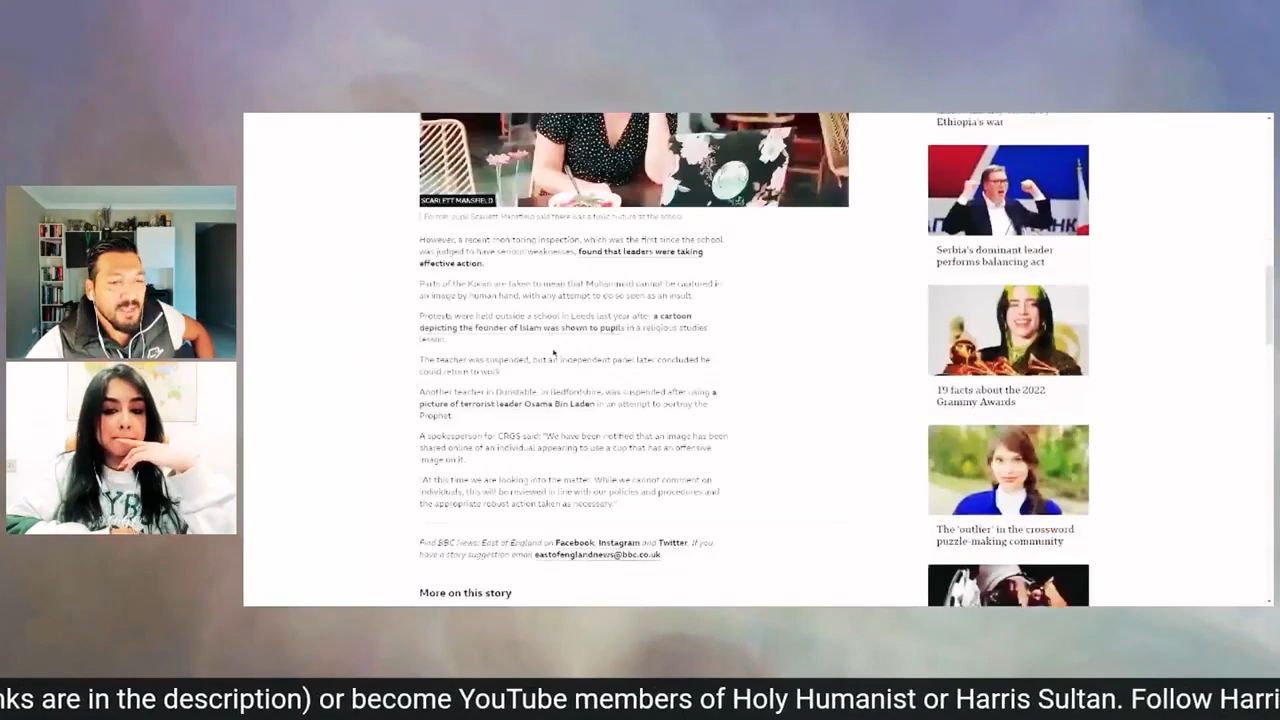 Ethiopia's war
SCARLETT MANSFIELD
Former pupil Scarlett Mansfield said there was a toxic culture at the school
However, a recent monitoring inspection, which was the first since the school
was judged to have serious weaknesses, found that leaders were taking
effective action.
Parts of the Koran are taken to mean that Muhammad cannot be captured in
an image by human hand, with any attempt to do so seen as an insult.
Protests were held outside a school in Leeds last year after a cartoon
depicting the founder of Islam was shown to pupils in a religious studies
lesson.
The teacher was suspended, but an independent panel later concluded he
could return to work
Another teacher in Dunstable, in Bedfordshire, was suspended after using a
picture of terrorist leader Osama Bin Laden in an attempt to portray the
Prophet.
A spokesperson for CRGS said: "We have been notified that an image has been
shared online of an individual appearing to use a cup that has an offensive
image on it.
"At this time we are looking into the matter. While we cannot comment on
individuals, this will be reviewed in line with our policies and procedures and
the appropriate robust action taken as necessary."
Find BBC News: East of England on Facebook, Instagram and Twitter. If you
have a story suggestion email eastofenglandnews@bbc.co.uk
More on this story
Serbia's dominant leader
performs balancing act
19 facts about the 2022
Grammy Awards
The 'outlier' in the crossword
puzzle-making community
nks are in the description) or become YouTube members of Holy Humanist or Harris Sultan. Follow Harri